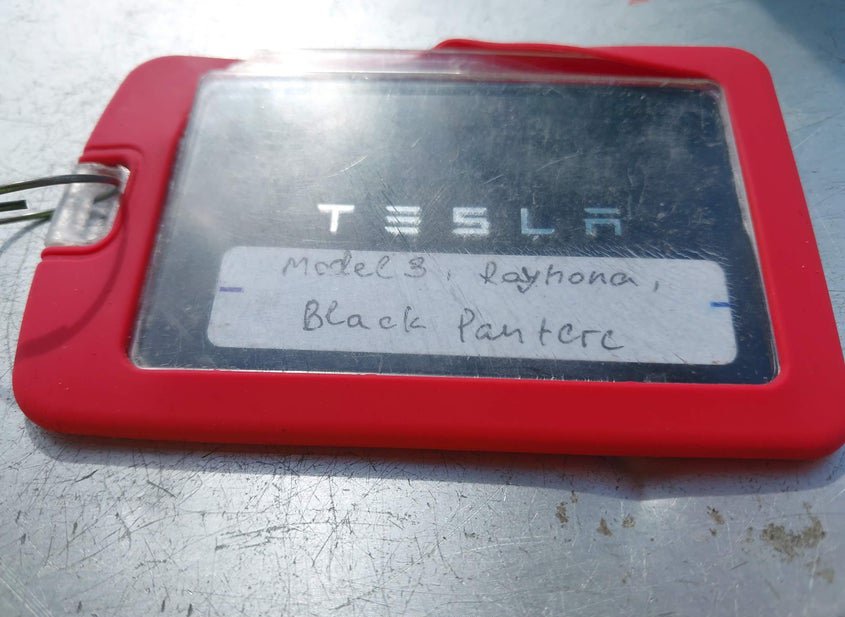 TESLA
Model 3, Rayhona,
Black Pantere